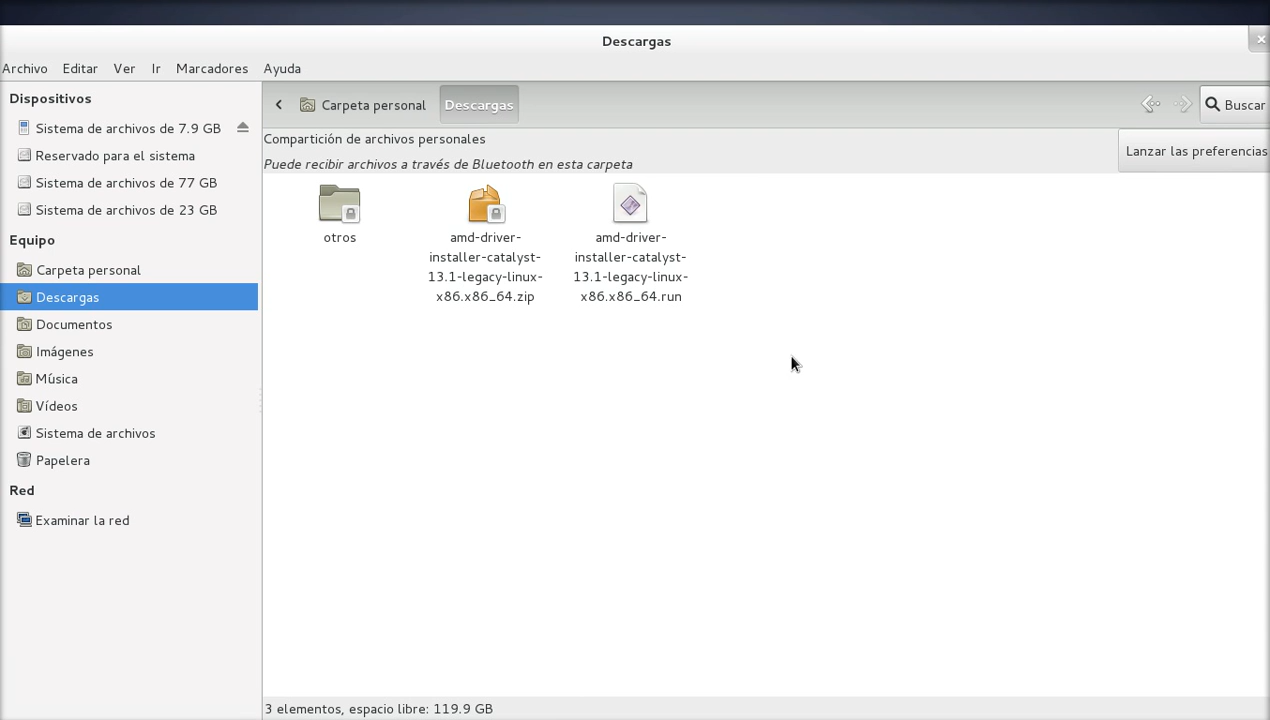 Descargas
Archivo Editar Ver Ir Marcadores Ayuda
Dispositivos
Sistema de archivos de 7.9 GB
Reservado para el sistema
Sistema de archivos de 77 GB
Sistema de archivos de 23 GB
Equipo
Carpeta personal
Descargas
Documentos
Imágenes
Música
Vídeos
Sistema de archivos
Papelera
Red
Examinar la red
Carpeta personal Descargas Buscar
Compartición de archivos personales
Puede recibir archivos a través de Bluetooth en esta carpeta
Lanzar las preferencias
otros
amd-driver-
installer-catalyst-
13.1-legacy-linux-
x86.x86_64.zip
amd-driver-
installer-catalyst-
13.1-legacy-linux-
x86.x86_64.run
3 elementos, espacio libre: 119.9 GB